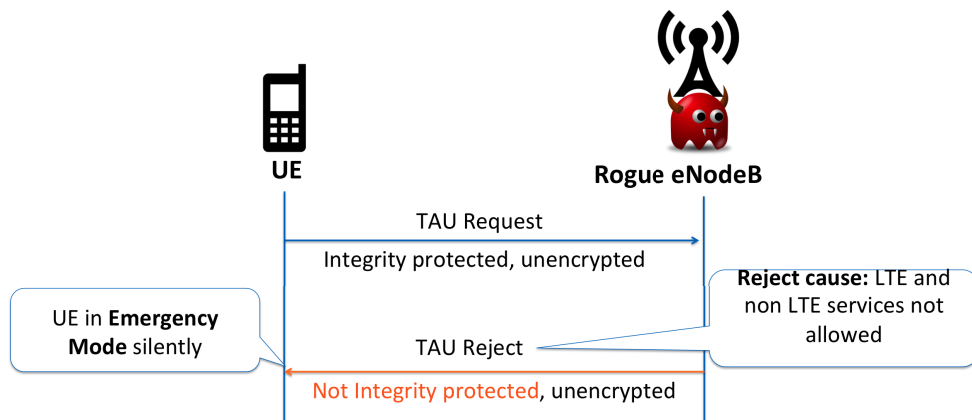 UE
Rogue eNodeB
TAU Request
Integrity protected, unencrypted
Reject cause: LTE and
non LTE services not
allowed
UE in Emergency
Mode silently
TAU Reject
Not Integrity protected, unencrypted